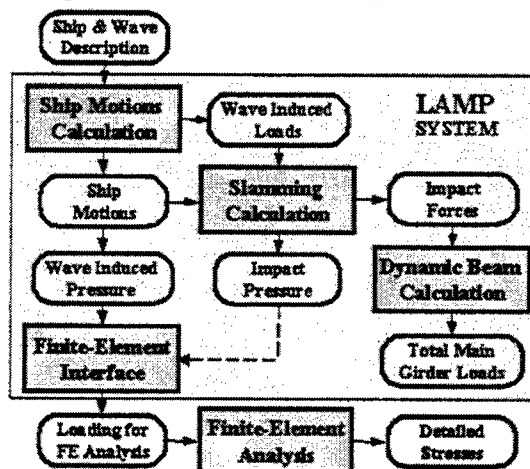 Ship & Wave
Description
LAMP
SYSTEM
Ship Motions
Calculation
Wave Induced
Loads
Ship
Motions
Slamming
Calculation
Impact
Forces
Wave Induced
Pressure
Impact
Pressure
Dynamic Beam
Calculation
Finite-Element
Interface
Total Main
Girder Loads
Loading for
FE Analysis
Finite-Element
Analysis
Detailed
Stresses